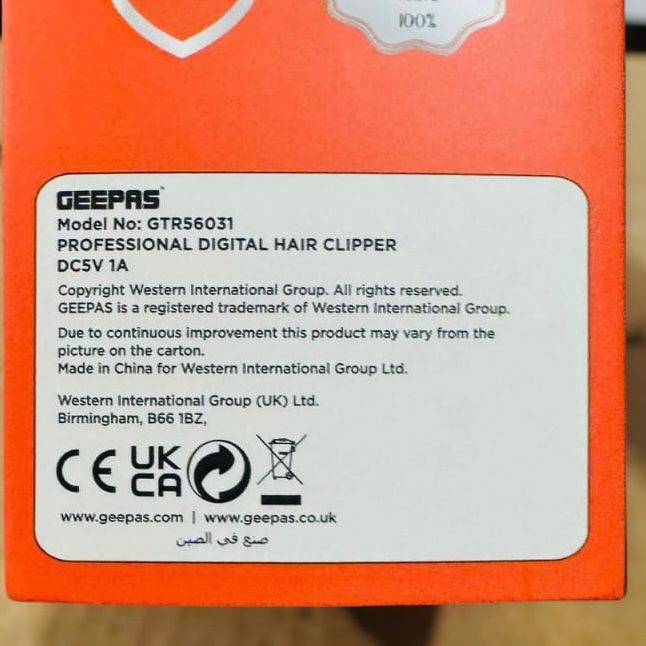 100%
GEEPAS
Model No: GTR56031
PROFESSIONAL DIGITAL HAIR CLIPPER
DC5V 1A
Copyright Western International Group. All rights reserved.
GEEPAS is a registered trademark of Western International Group.
Due to continuous improvement this product may vary from the
picture on the carton.
Made in China for Western International Group Ltd.
Western International Group (UK) Ltd.
Birmingham, B66 1BZ,
CE UK
CA
www.geepas.com | www.geepas.co.uk
صنع في الصين